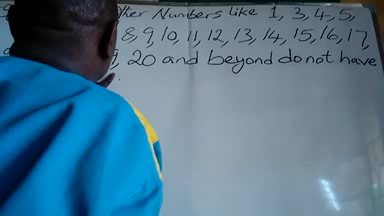 Other Numbers like 1, 3, 4, 5,
8, 9, 10, 11, 12, 13, 14, 15, 16, 17,
20 and beyond do not have